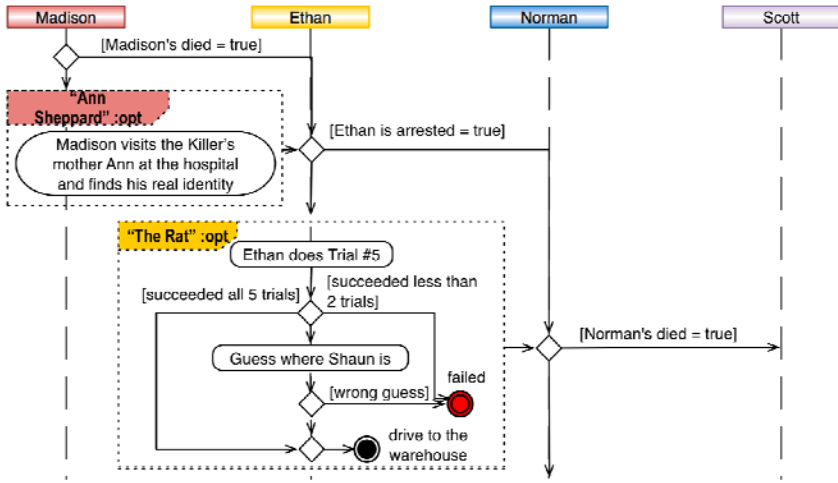 Madison
Ethan
Norman
Scott
[Madison's died = true]
"Ann
Sheppard" :opt
[Ethan is arrested = true]
Madison visits the Killer's
mother Ann at the hospital
and finds his real identity
"The Rat" :opt
Ethan does Trial #5
[succeeded all 5 trials]
[succeeded less than
2 trials]
[Norman's died = true]
Guess where Shaun is
[wrong guess]
failed
drive to the
warehouse